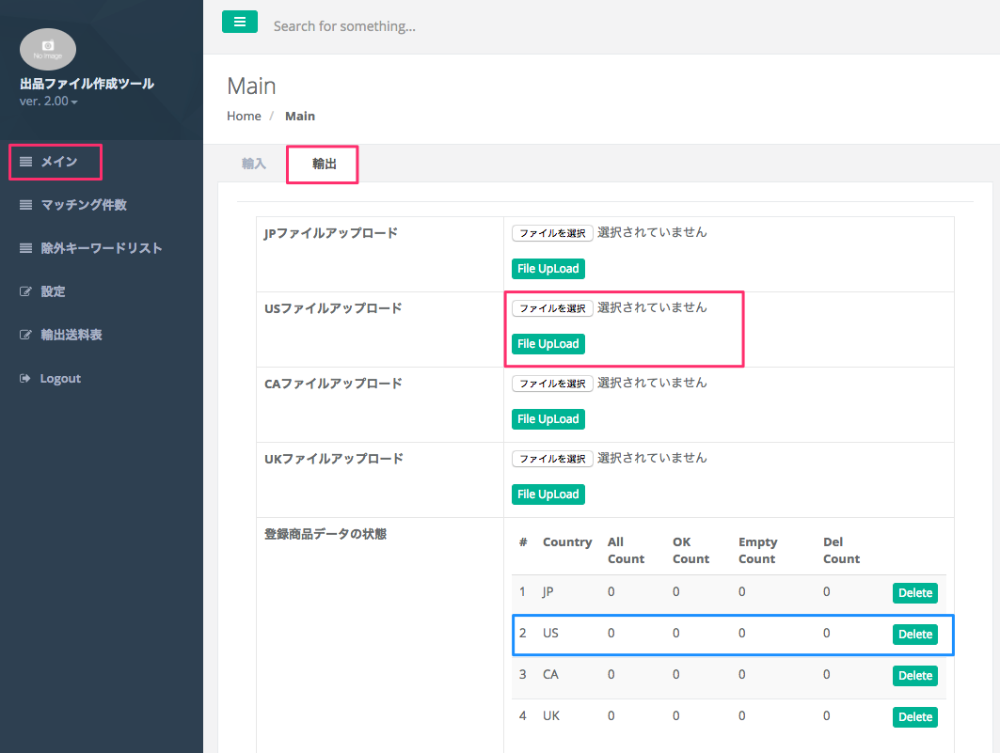 Search for something...
No Image
出品ファイル作成ツール
ver. 2.00
メイン
マッチング件数
除外キーワードリスト
設定
輸出送料表
Logout
Main
Home / Main
輸入 輸出
JPファイルアップロード ファイルを選択 選択されていません
File UpLoad
USファイルアップロード ファイルを選択 選択されていません
File UpLoad
CAファイルアップロード ファイルを選択 選択されていません
File UpLoad
UKファイルアップロード ファイルを選択 選択されていません
File UpLoad
登録商品データの状態
# Country All Count OK Count Empty Count Del Count
1 JP 0 0 0 0 Delete
2 US 0 0 0 0 Delete
3 CA 0 0 0 0 Delete
4 UK 0 0 0 0 Delete